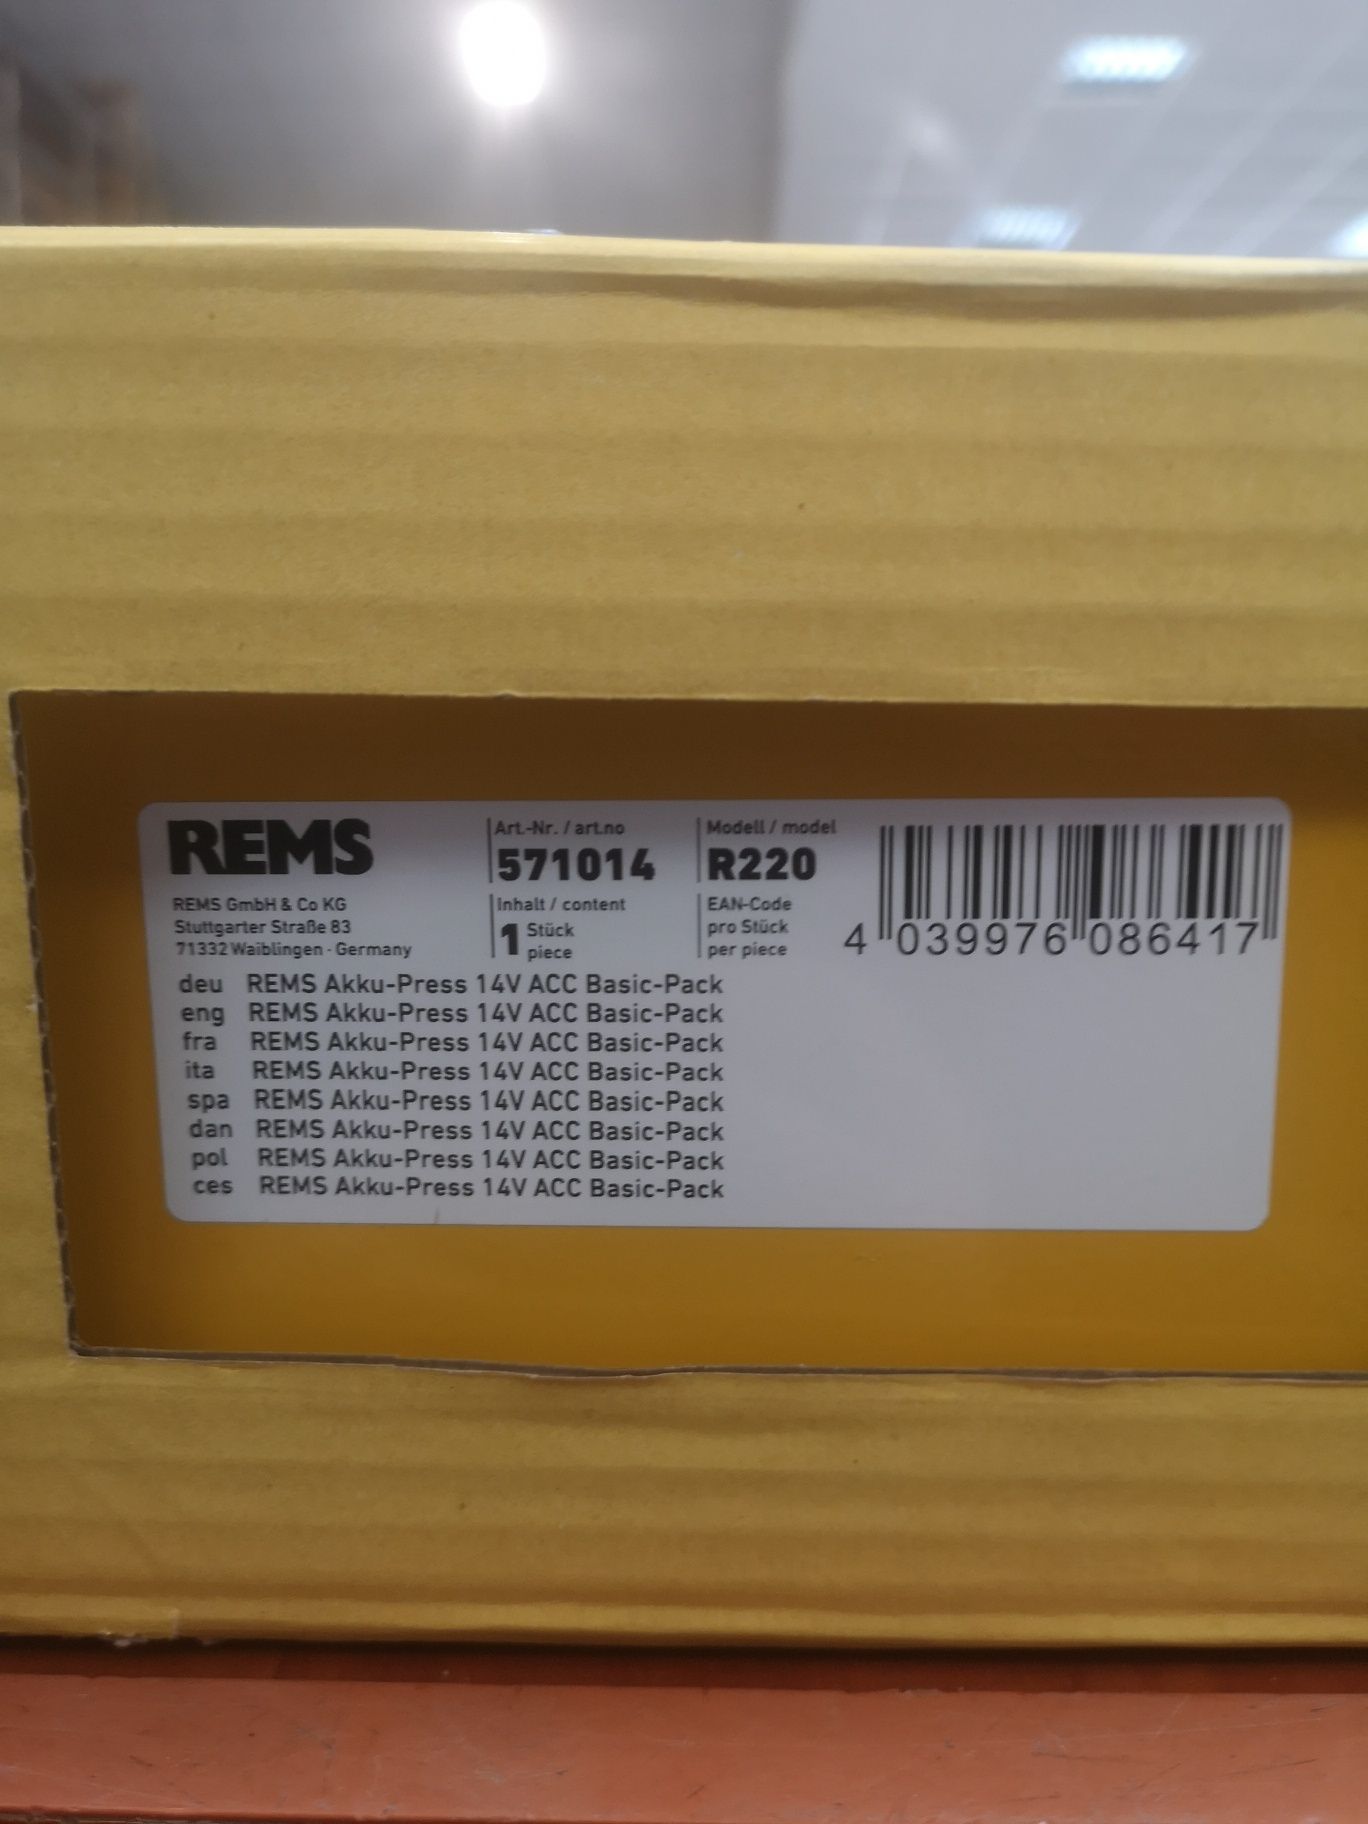 REMS
REMS GmbH & Co KG
Stuttgarter Straße 83
71332 Waiblingen · Germany
Art.-Nr. / art.no
571014
Inhalt / content
1 Stück
piece
Modell / model
R220
EAN-Code
pro Stück
per piece
4 039976 086417
deu REMS Akku-Press 14V ACC Basic-Pack
eng REMS Akku-Press 14V ACC Basic-Pack
fra REMS Akku-Press 14V ACC Basic-Pack
ita REMS Akku-Press 14V ACC Basic-Pack
spa REMS Akku-Press 14V ACC Basic-Pack
dan REMS Akku-Press 14V ACC Basic-Pack
pol REMS Akku-Press 14V ACC Basic-Pack
ces REMS Akku-Press 14V ACC Basic-Pack